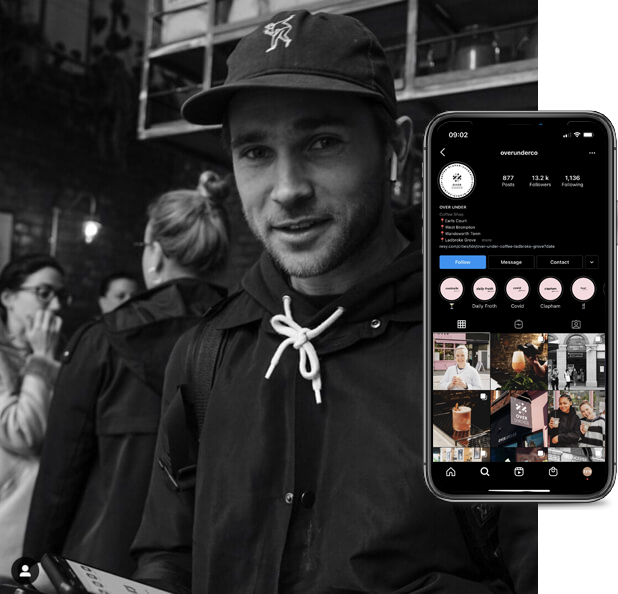 09:02
overunderco
877
13.2 k
1,136
Posts
Followers
Following
OVER UNDER
Coffee Shop
Earls Court
West Brompton
Wandsworth Town
Ladbroke Grove more
Follow
Message
Contact
Daily Froth
Covid
Clapham
OVER